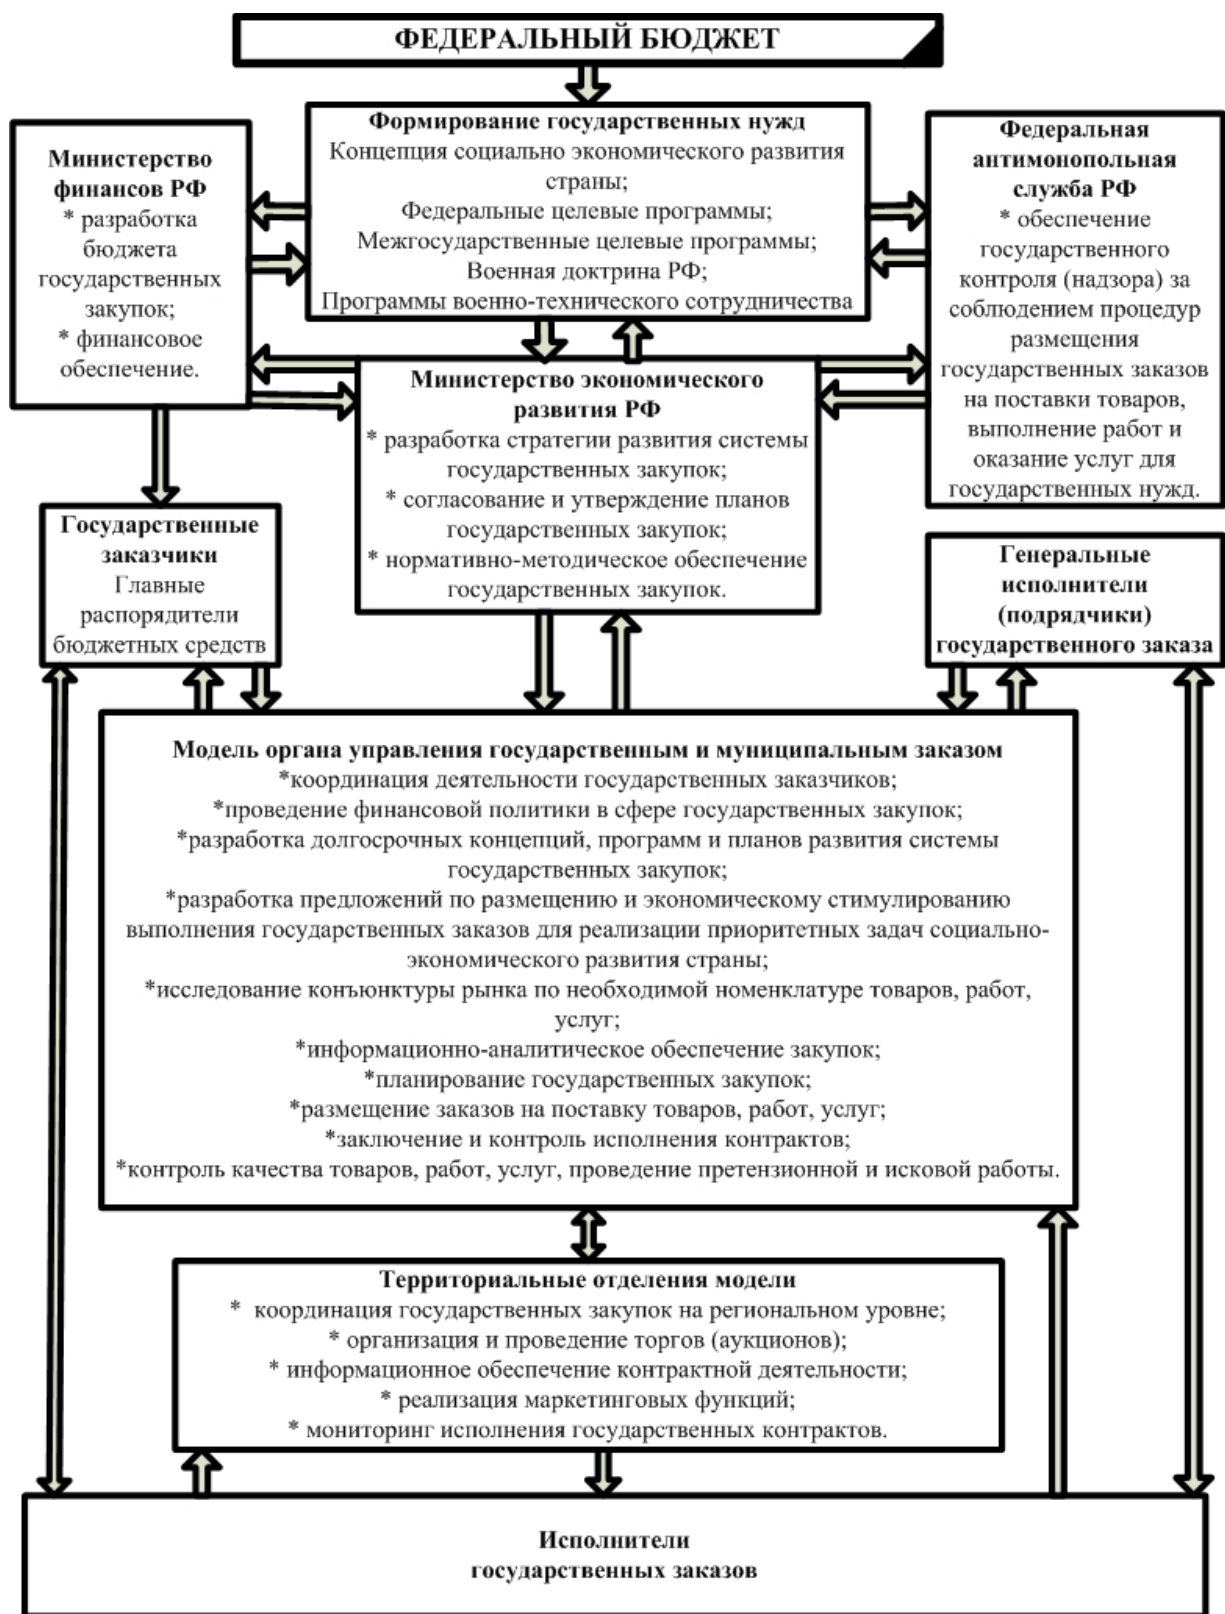 ФЕДЕРАЛЬНЫЙ БЮДЖЕТ
Формирование государственных нужд
Концепция социально экономического развития
страны;
Федеральные целевые программы;
Межгосударственные целевые программы;
Военная доктрина РФ;
Программы военно-технического сотрудничества
Министерство
финансов РФ
* разработка
бюджета
государственных
закупок;
* финансовое
обеспечение.
Федеральная
антимонопольная
служба РФ
* обеспечение
государственного
контроля (надзора) за
соблюдением процедур
размещения
государственных заказов
на поставки товаров,
выполнение работ и
оказание услуг для
государственных нужд.
Министерство экономического
развития РФ
* разработка стратегии развития системы
государственных закупок;
* согласование и утверждение планов
государственных закупок;
* нормативно-методическое обеспечение
государственных закупок.
Государственные
заказчики
Главные
распорядители
бюджетных средств
Генеральные
исполнители
(подрядчики)
государственного заказа
Модель органа управления государственным и муниципальным заказом
*координация деятельности государственных заказчиков;
*проведение финансовой политики в сфере государственных закупок;
*разработка долгосрочных концепций, программ и планов развития системы
государственных закупок;
*разработка предложений по размещению и экономическому стимулированию
выполнения государственных заказов для реализации приоритетных задач социально-
экономического развития страны;
*исследование конъюнктуры рынка по необходимой номенклатуре товаров, работ,
услуг;
*информационно-аналитическое обеспечение закупок;
*планирование государственных закупок;
*размещение заказов на поставку товаров, работ, услуг;
*заключение и контроль исполнения контрактов;
*контроль качества товаров, работ, услуг, проведение претензионной и исковой работы.
Территориальные отделения модели
* координация государственных закупок на региональном уровне;
* организация и проведение торгов (аукционов);
* информационное обеспечение контрактной деятельности;
* реализация маркетинговых функций;
* мониторинг исполнения государственных контрактов.
Исполнители
государственных заказов